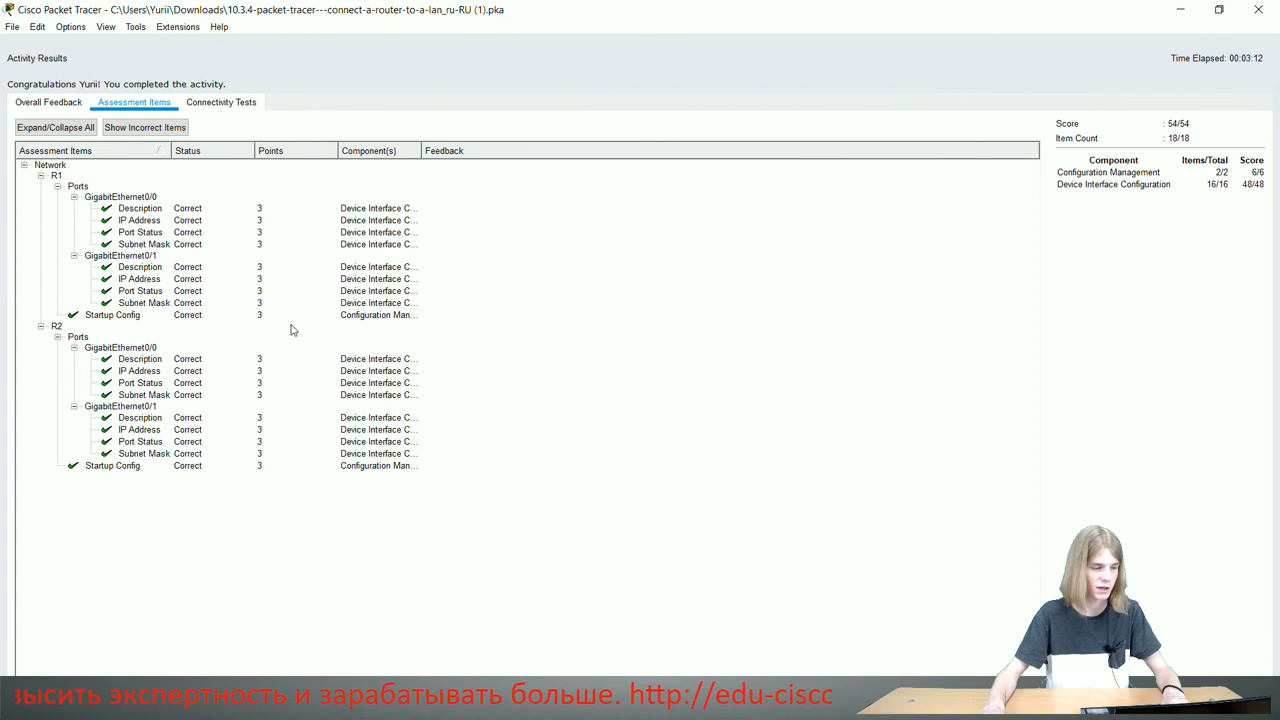 Cisco Packet Tracer - C:\Users\Yurii\Downloads\10.3.4-packet-tracer---connect-a-router-to-a-lan_ru-RU (1).pka
File Edit Options View Tools Extensions Help
Activity Results
Time Elapsed: 00:03:12
Congratulations Yurii! You completed the activity.
Overall Feedback Assessment Items Connectivity Tests
Expand/Collapse All Show Incorrect Items
Assessment Items Status Points Component(s) Feedback
Network
R1
Ports
GigabitEthernet0/0
Description Correct 3 Device Interface C...
IP Address Correct 3 Device Interface C...
Port Status Correct 3 Device Interface C...
Subnet Mask Correct 3 Device Interface C...
GigabitEthernet0/1
Description Correct 3 Device Interface C...
IP Address Correct 3 Device Interface C...
Port Status Correct 3 Device Interface C...
Subnet Mask Correct 3 Device Interface C...
Startup Config Correct 3 Configuration Man...
R2
Ports
GigabitEthernet0/0
Description Correct 3 Device Interface C...
IP Address Correct 3 Device Interface C...
Port Status Correct 3 Device Interface C...
Subnet Mask Correct 3 Device Interface C...
GigabitEthernet0/1
Description Correct 3 Device Interface C...
IP Address Correct 3 Device Interface C...
Port Status Correct 3 Device Interface C...
Subnet Mask Correct 3 Device Interface C...
Startup Config Correct 3 Configuration Man...
Score : 54/54
Item Count : 18/18
Component Items/Total Score
Configuration Management 2/2 6/6
Device Interface Configuration 16/16 48/48
высить экспертность и зарабатывать больше. http://edu-cisc